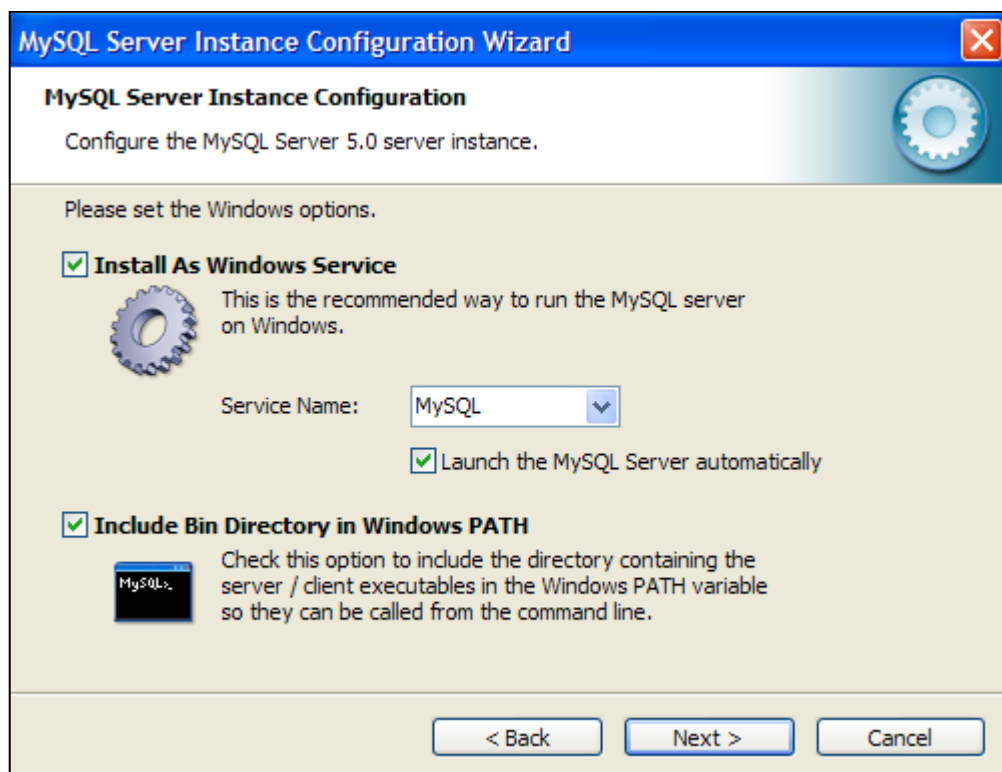 MySQL Server Instance Configuration Wizard
MySQL Server Instance Configuration
Configure the MySQL Server 5.0 server instance.
Please set the Windows options.
Install As Windows Service
This is the recommended way to run the MySQL server
on Windows.
Service Name: MySQL
Launch the MySQL Server automatically
Include Bin Directory in Windows PATH
Check this option to include the directory containing the
server / client executables in the Windows PATH variable
so they can be called from the command line.
MySQL>_
< Back Next > Cancel